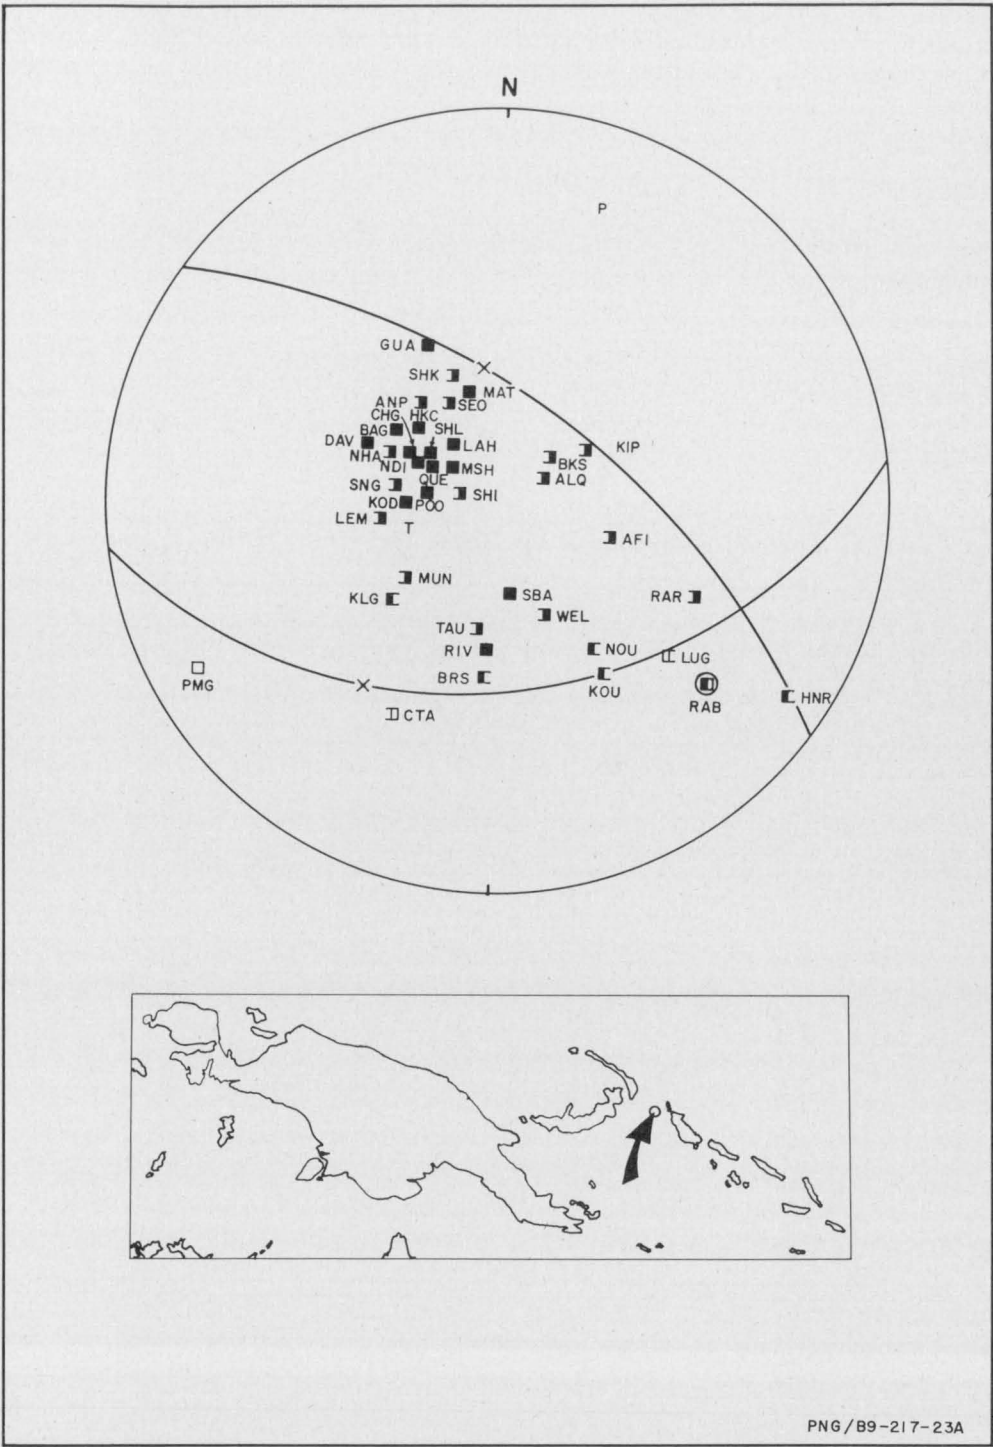 N
P
GUA
SHK
MAT
ANP
SEO
CHG HKC
BAG
SHL
DAV
LAH
KIP
NHA
BKS
NDI
MSH
QUE
ALQ
SNG
SHI
KOD
POO
LEM
T
AFI
MUN
KLG
SBA
RAR
WEL
TAU
RIV
NOU
LUG
PMG
BRS
KOU
RAB
HNR
CTA
PNG/B9-217-23A